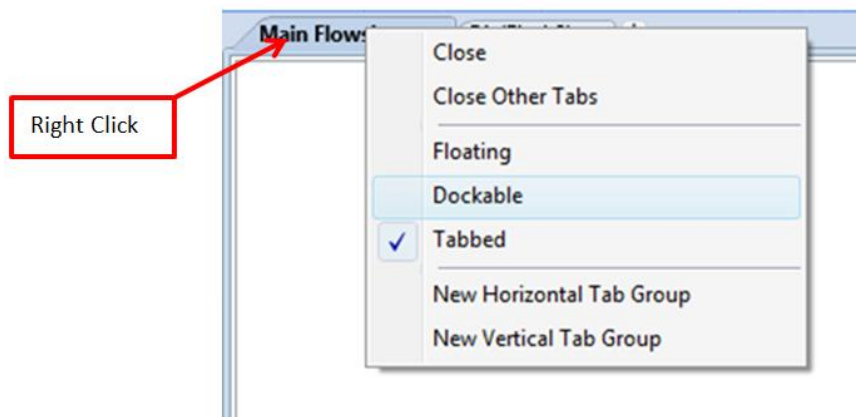 Main Flows
Close
Close Other Tabs
Right Click
Floating
Dockable
Tabbed
New Horizontal Tab Group
New Vertical Tab Group